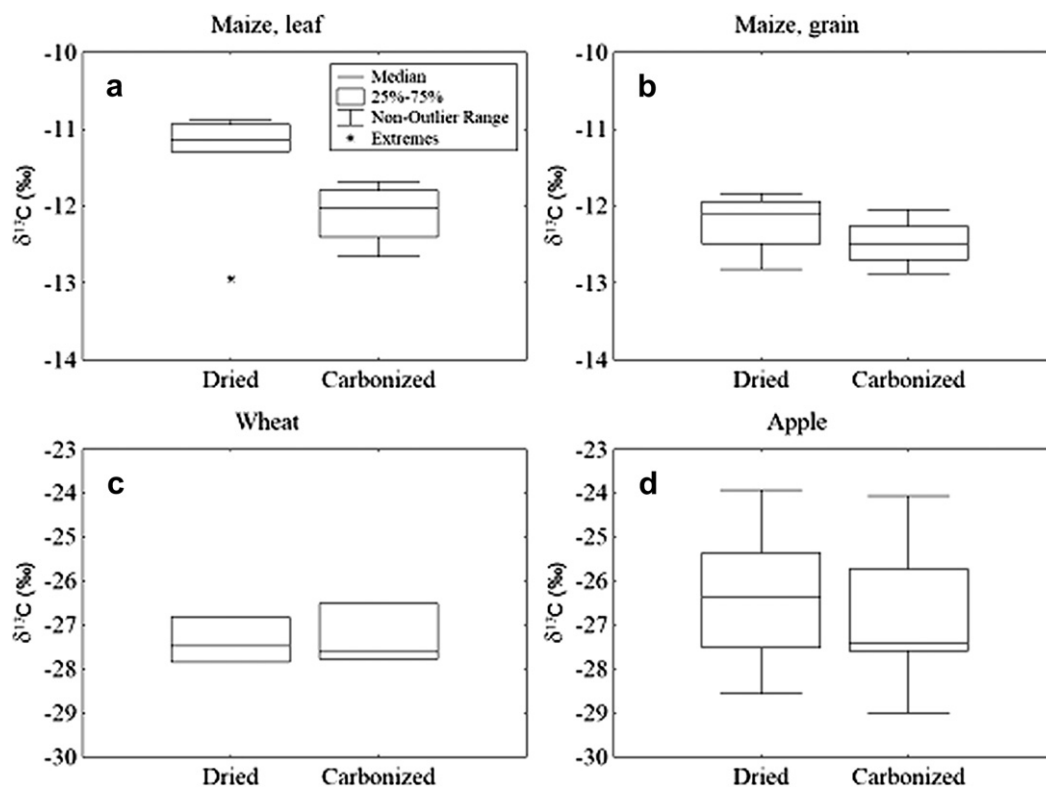 Maize, leaf
-10
-11
-12
-13
-14
δ¹³C (‰)
a
Median
25%-75%
Non-Outlier Range
Extremes
Dried Carbonized
Maize, grain
-10
-11
-12
-13
-14
δ¹³C (‰)
b
Dried Carbonized
Wheat
-23
-24
-25
-26
-27
-28
-29
-30
δ¹³C (‰)
c
Dried Carbonized
Apple
-23
-24
-25
-26
-27
-28
-29
-30
δ¹³C (‰)
d
Dried Carbonized